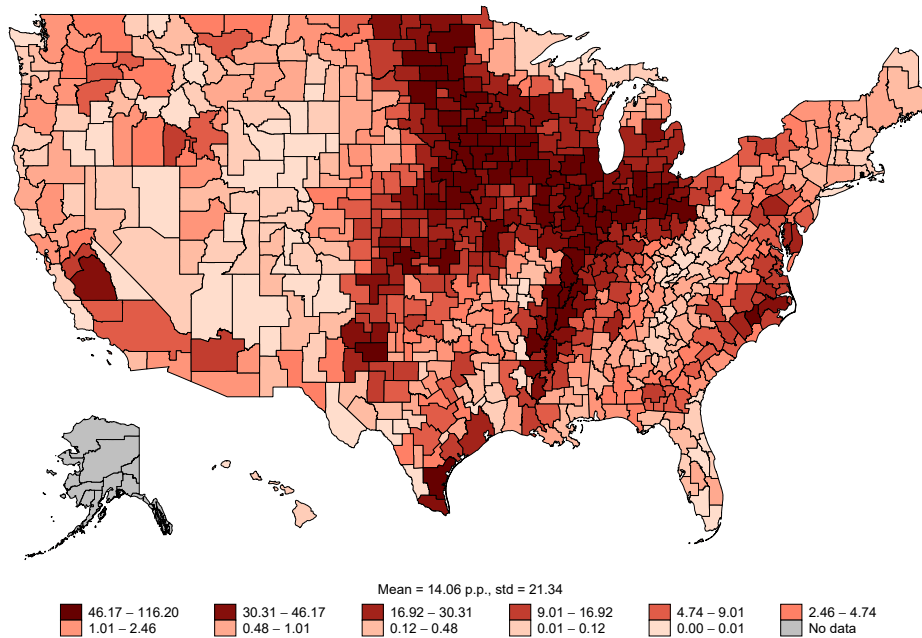 Mean = 14.06 p.p., std = 21.34
46.17 – 116.20 30.31 – 46.17 16.92 – 30.31 9.01 – 16.92 4.74 – 9.01 2.46 – 4.74
1.01 – 2.46 0.48 – 1.01 0.12 – 0.48 0.01 – 0.12 0.00 – 0.01 No data